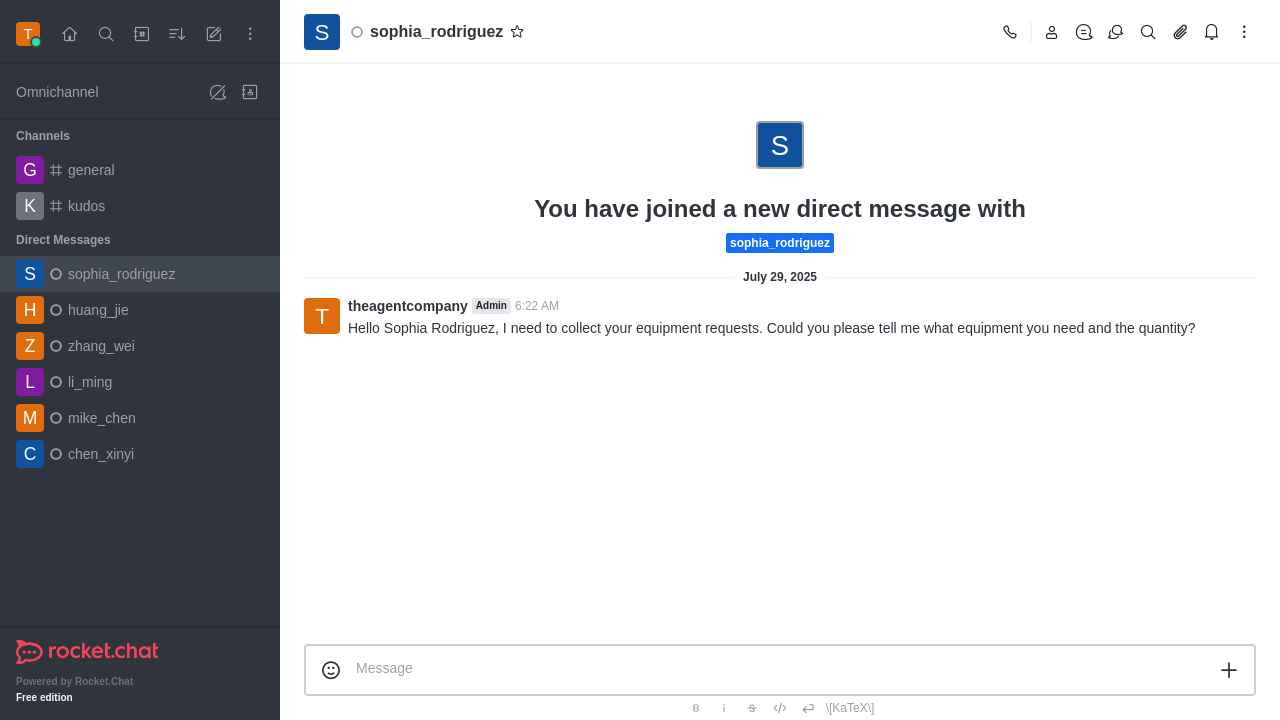 T
Omnichannel
Channels
G general
K kudos
Direct Messages
S sophia_rodriguez
H huang_jie
Z zhang_wei
L li_ming
M mike_chen
C chen_xinyi
rocket.chat
Powered by Rocket.Chat
Free edition
S sophia_rodriguez
S
You have joined a new direct message with
sophia_rodriguez
July 29, 2025
T theagentcompany Admin 6:22 AM
Hello Sophia Rodriguez, I need to collect your equipment requests. Could you please tell me what equipment you need and the quantity?
Message
B i S \[KaTeX\]